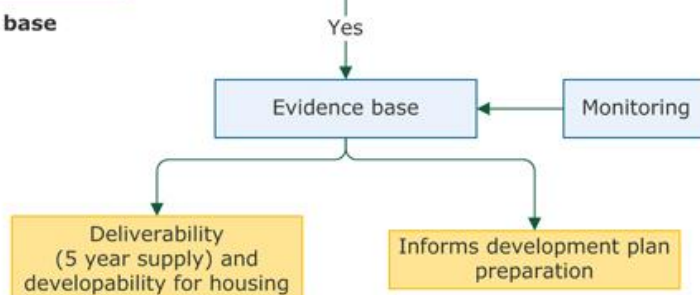 base
Yes
Evidence base
Monitoring
Deliverability
(5 year supply) and
developability for housing
Informs development plan
preparation